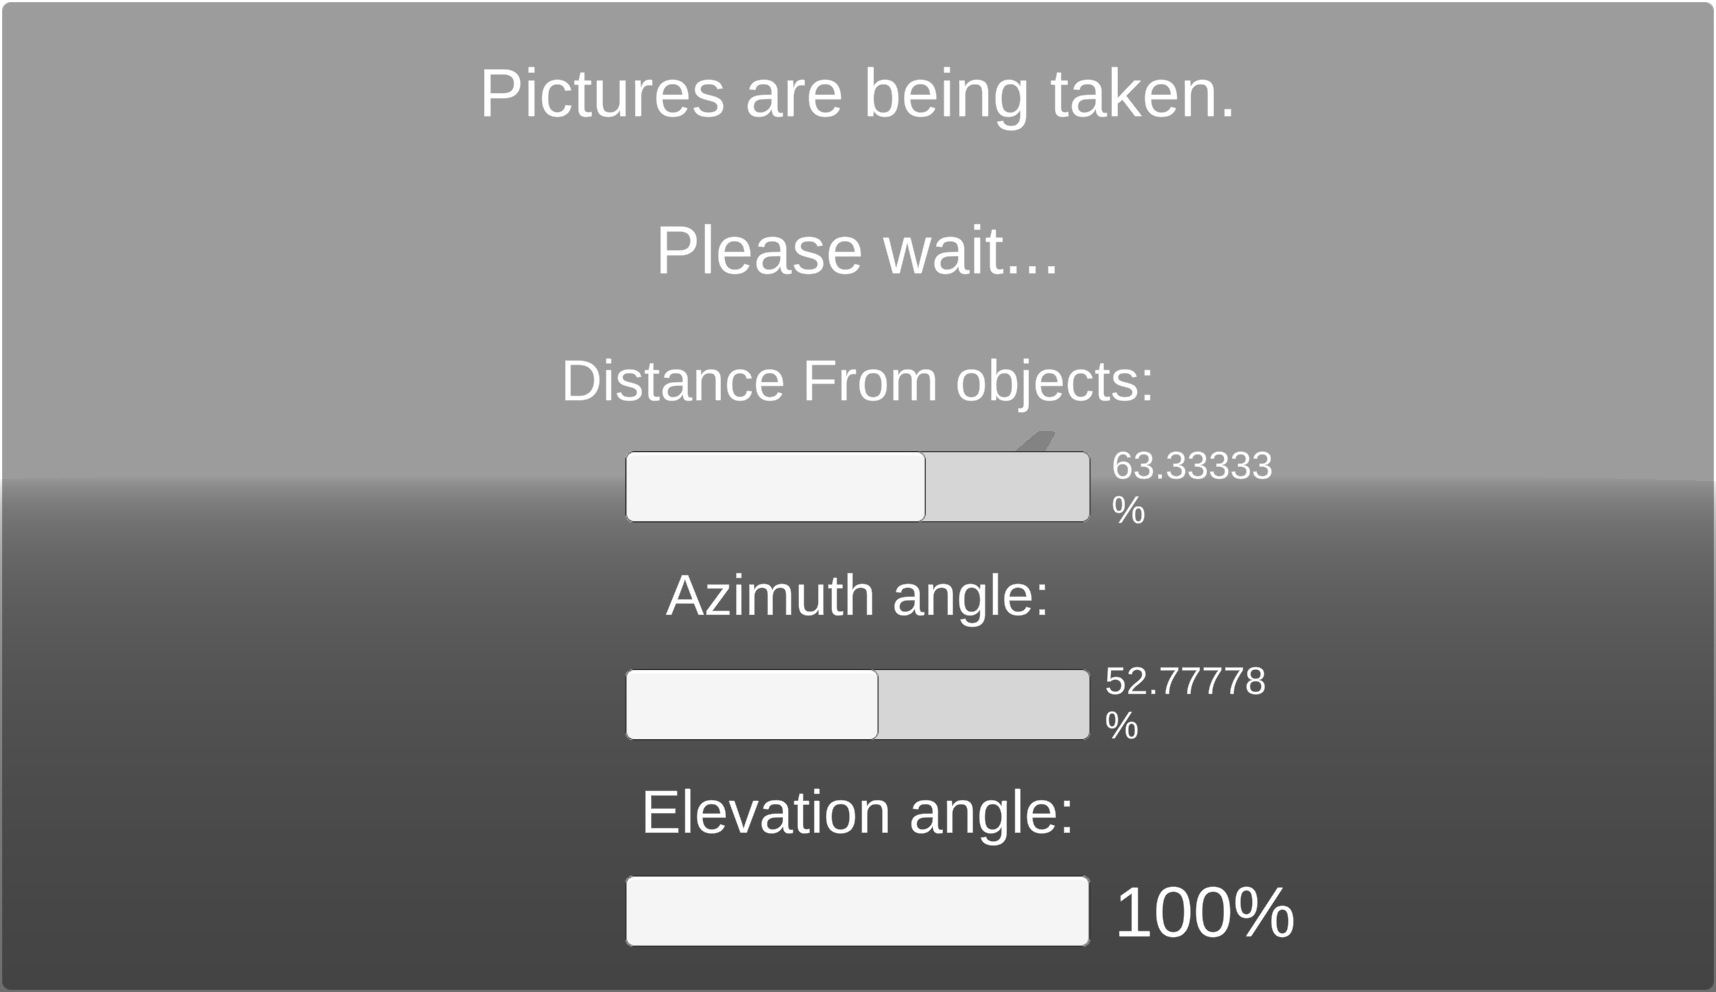 Pictures are being taken.
Please wait...
Distance From objects:
63.33333
%
Azimuth angle:
52.77778
%
Elevation angle:
100%